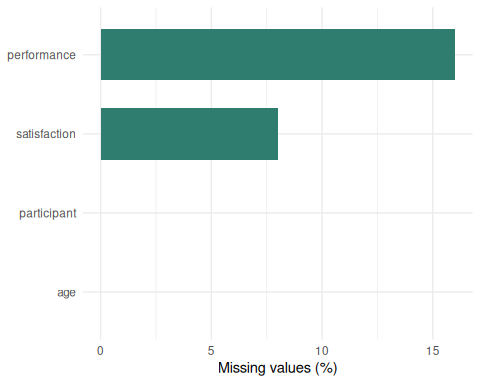 performance
satisfaction
participant
age
0 5 10 15
Missing values (%)